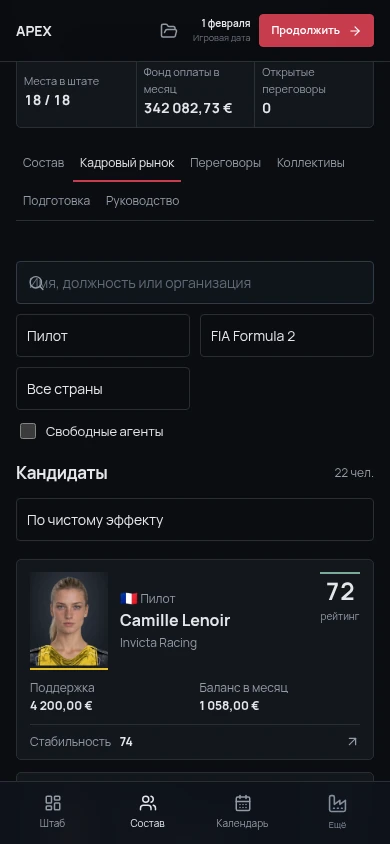 APEX
1 февраля
Игровая дата
Продолжить
Места в штате
18 / 18
Фонд оплаты в
месяц
342 082,73 €
Открытые
переговоры
0
Состав
Кадровый рынок
Переговоры
Коллективы
Подготовка
Руководство
Имя, должность или организация
Пилот
FIA Formula 2
Все страны
Свободные агенты
Кандидаты
22 чел.
По чистому эффекту
Пилот
Camille Lenoir
Invicta Racing
72
рейтинг
Поддержка
4 200,00 €
Баланс в месяц
1 058,00 €
Стабильность 74
Штаб
Состав
Календарь
Ещё